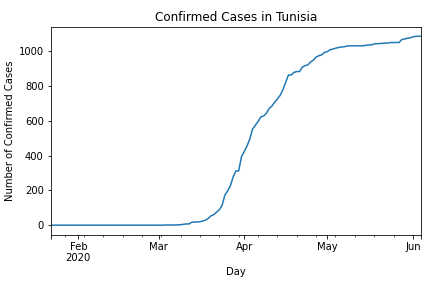 Confirmed Cases in Tunisia
Number of Confirmed Cases
1000
800
600
400
200
0
Feb
2020
Mar
Apr
May
Jun
Day